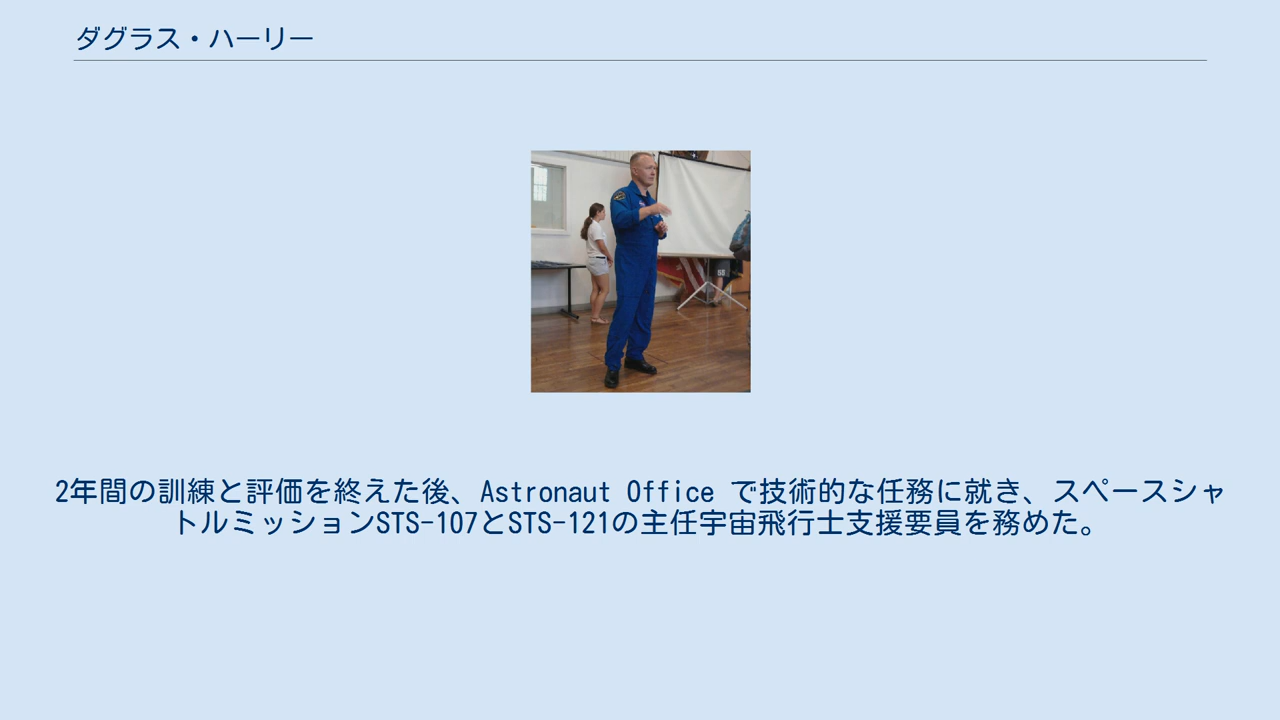 ダグラス・ハーリー
2年間の訓練と評価を終えた後、Astronaut Office で技術的な任務に就き、スペースシャ
トルミッションSTS-107とSTS-121の主任宇宙飛行士支援要員を務めた。